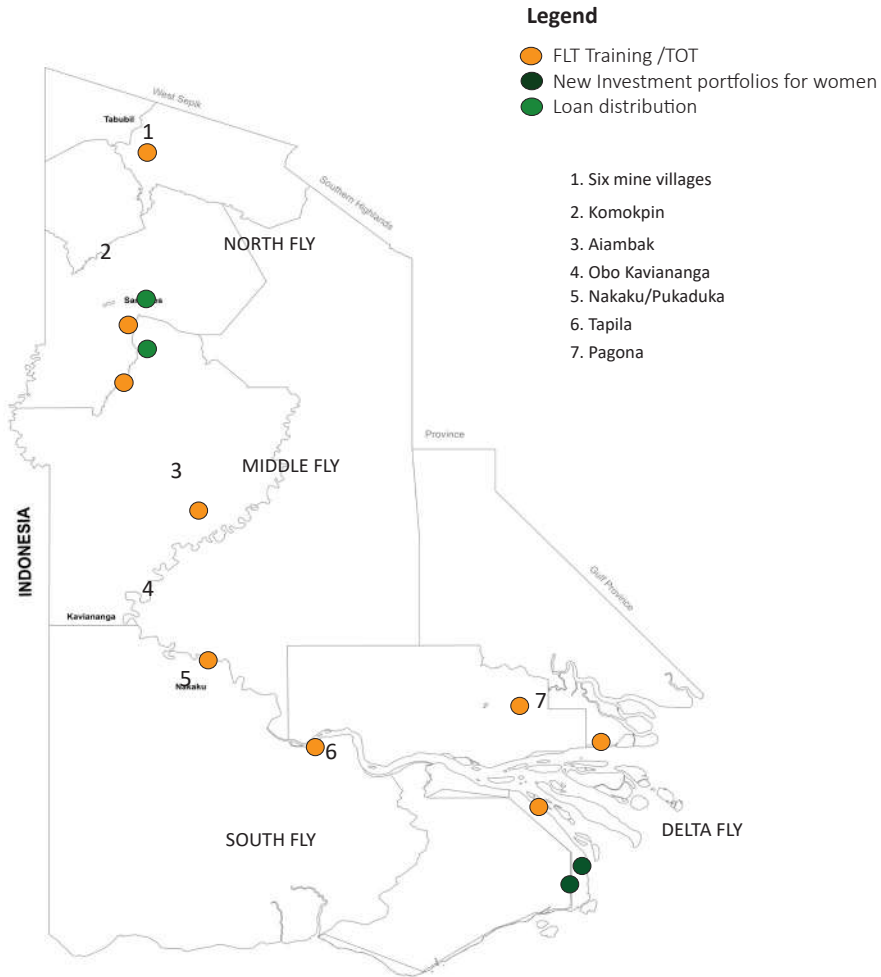 Legend
FLT Training /TOT
New Investment portfolios for women
Loan distribution
West Sepik
Tabubil
1
Southern Highlands
1. Six mine villages
2. Komokpin
3. Aiambak
4. Obo Kaviananga
5. Nakaku/Pukaduka
6. Tapila
7. Pagona
2
NORTH FLY
Province
3
MIDDLE FLY
INDONESIA
4
Gulf Province
Kaviananga
5
Nakaku
7
6
SOUTH FLY
DELTA FLY